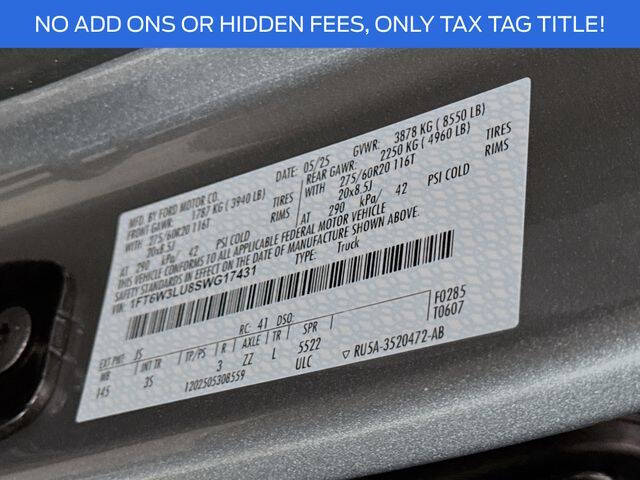 NO ADD ONS OR HIDDEN FEES, ONLY TAX TAG TITLE!
MFD. BY FORD MOTOR CO. DATE: 05/25 GVWR: 3878 KG ( 8550 LB)
FRONT GAWR: 1787 KG ( 3940 LB) REAR GAWR: 2250 KG ( 4960 LB)
275/60R20 116T TIRES WITH 275/60R20 116T TIRES
20x8.5J RIMS 20x8.5J RIMS
AT 290 kPa/ 42 PSI COLD AT 290 kPa/ 42 PSI COLD
THIS VEHICLE CONFORMS TO ALL APPLICABLE FEDERAL MOTOR VEHICLE
SAFETY STANDARDS IN EFFECT ON THE DATE OF MANUFACTURE SHOWN ABOVE.
1FT6W3LU8SWG17431 TYPE: Truck
F0285
T0607
EXT PNT: JS RC: 41 DSO:
WB INT TR TP/PS R AXLE TR SPR
145 3S 3 ZZ L 5522
1202505308559 ULC RU5A-3520472-AB